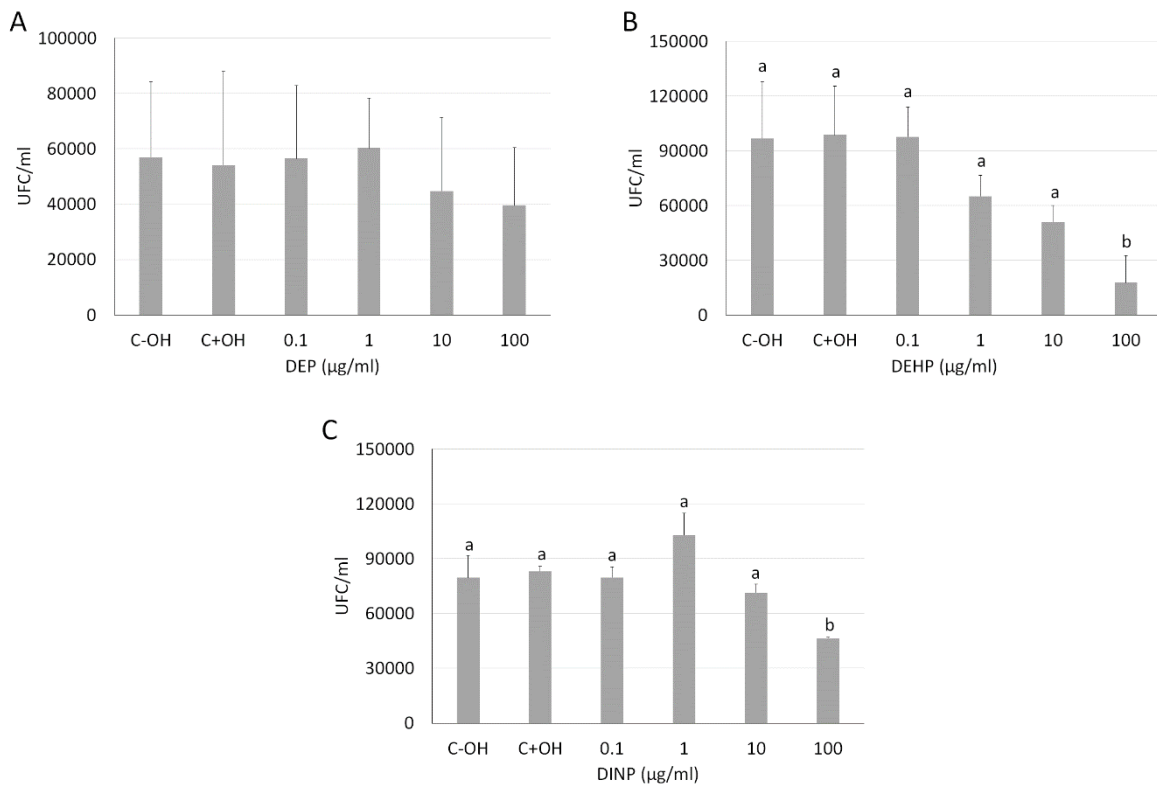 A
100000
80000
60000
40000
20000
0
UFC/ml
C-OH C+OH 0.1 1 10 100
DEP (µg/ml)
B
150000
120000
90000
60000
30000
0
UFC/ml
a a a a a b
C-OH C+OH 0.1 1 10 100
DEHP (µg/ml)
C
150000
120000
90000
60000
30000
0
UFC/ml
a a a a a b
C-OH C+OH 0.1 1 10 100
DINP (µg/ml)